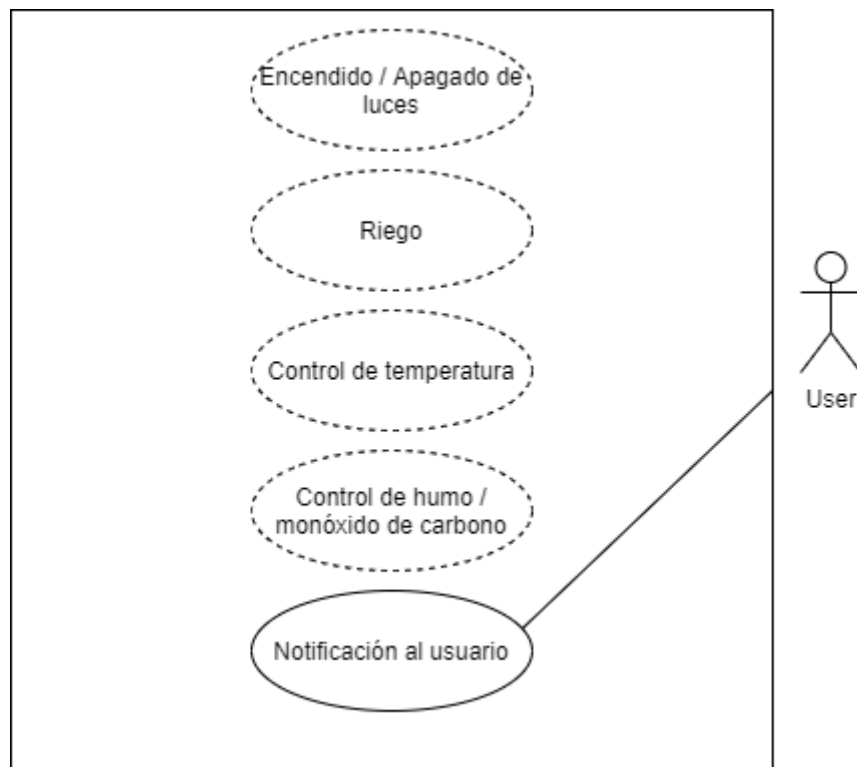 Encendido / Apagado de
luces
Riego
User
Control de temperatura
Control de humo /
monóxido de carbono
Notificación al usuario